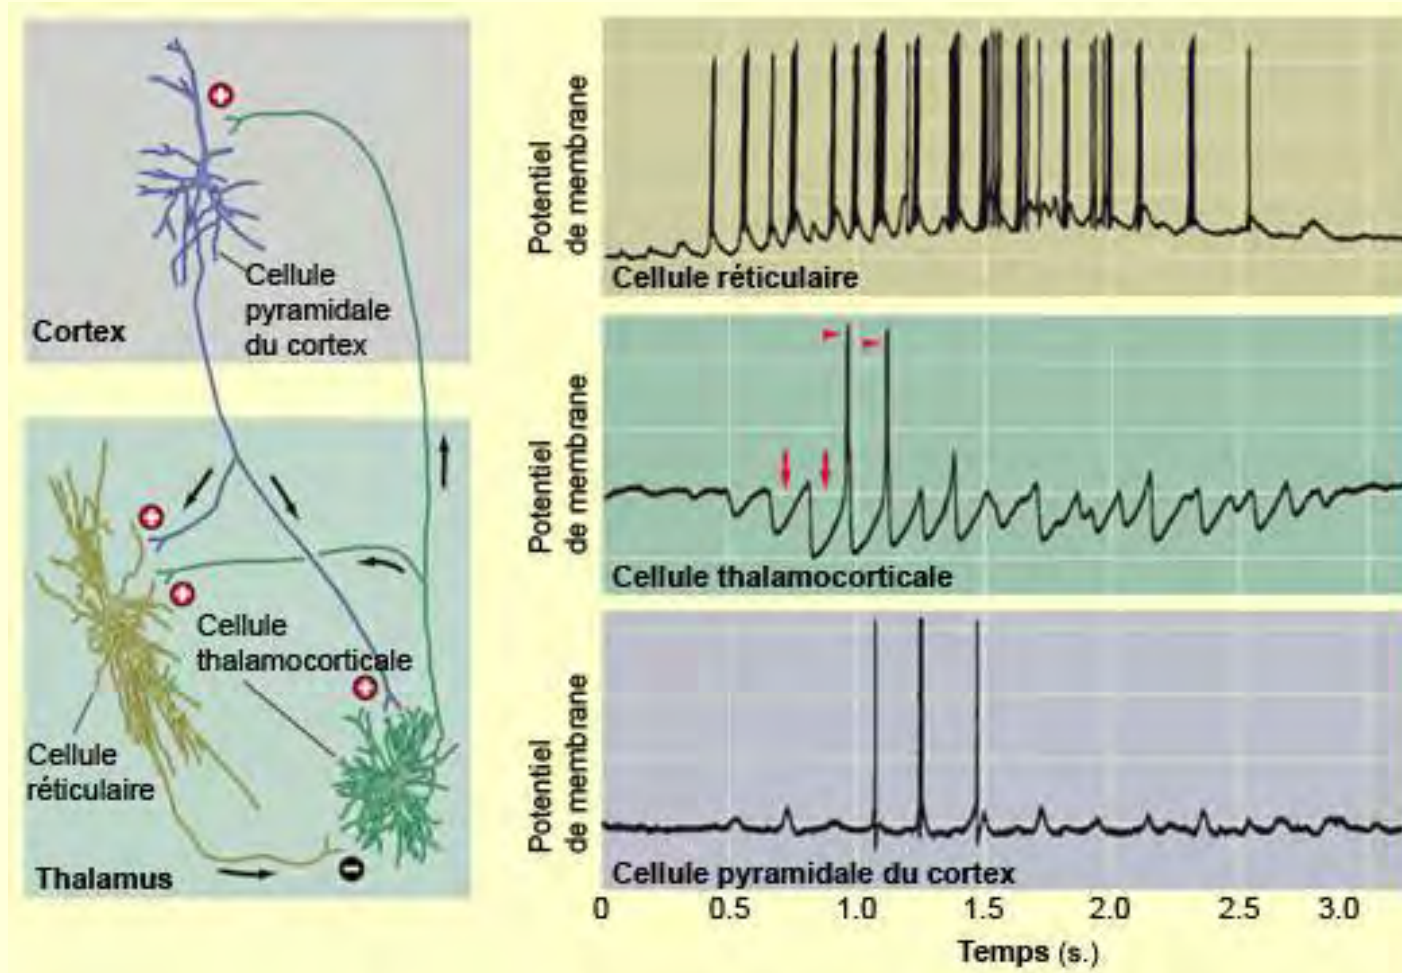 Cellule
pyramidale
du cortex
Cortex
Cellule
thalamocorticale
Cellule
réticulaire
Thalamus
Potentiel
de membrane
Cellule réticulaire
Potentiel
de membrane
Cellule thalamocorticale
Potentiel
de membrane
Cellule pyramidale du cortex
0 0.5 1.0 1.5 2.0 2.5 3.0
Temps (s.)